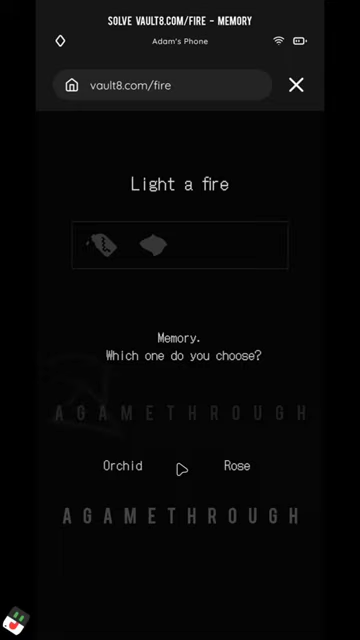 SOLVE VAULT8.COM/FIRE - MEMORY
Adam's Phone
vault8.com/fire
Light a fire
Memory.
Which one do you choose?
AGAMETHROUGH
Orchid Rose
AGAMETHROUGH